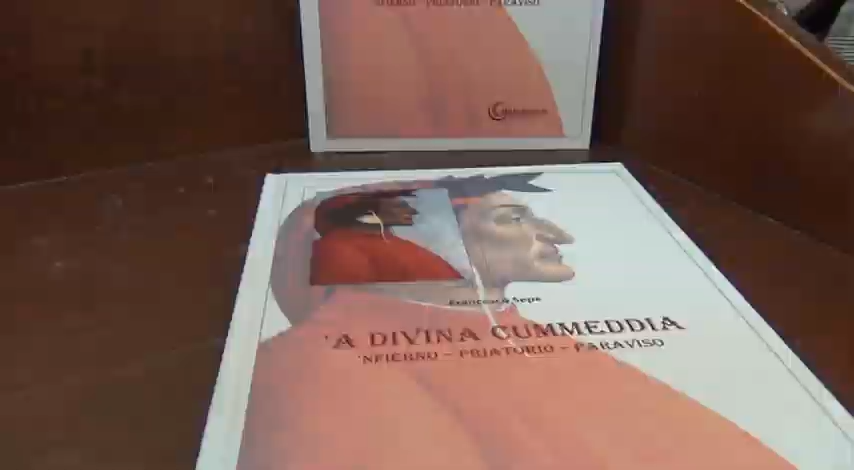 Francesco Sepe
'A DIVINA CUMMEDDIA
'NFIERNO – PRIATORIO – PARAVISO